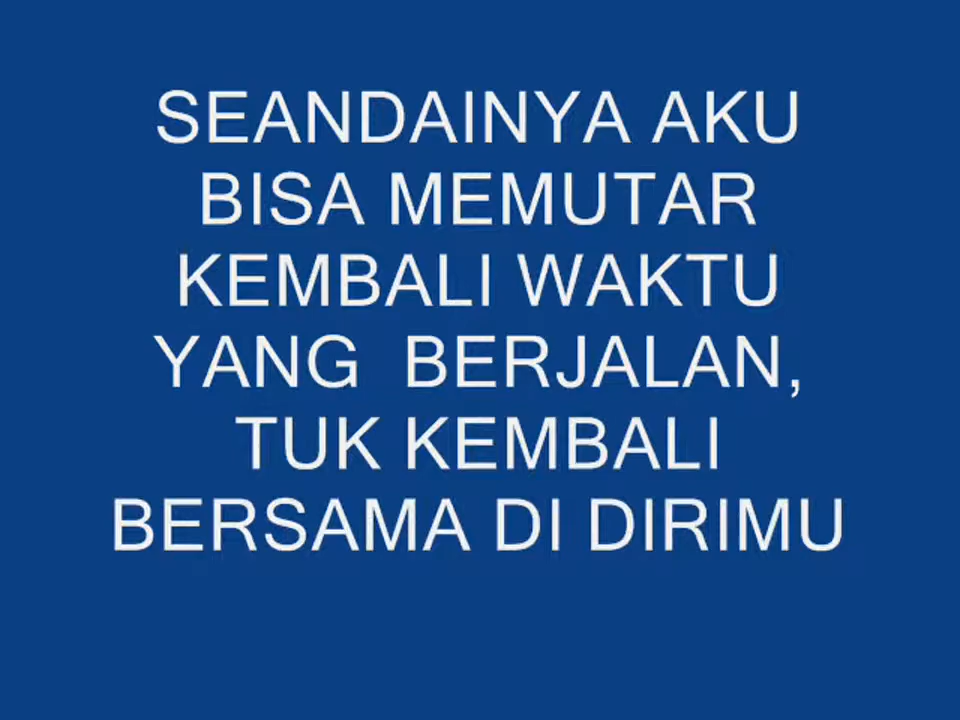 SEANDAINYA AKU
BISA MEMUTAR
KEMBALI WAKTU
YANG  BERJALAN,
TUK KEMBALI
BERSAMA DI DIRIMU